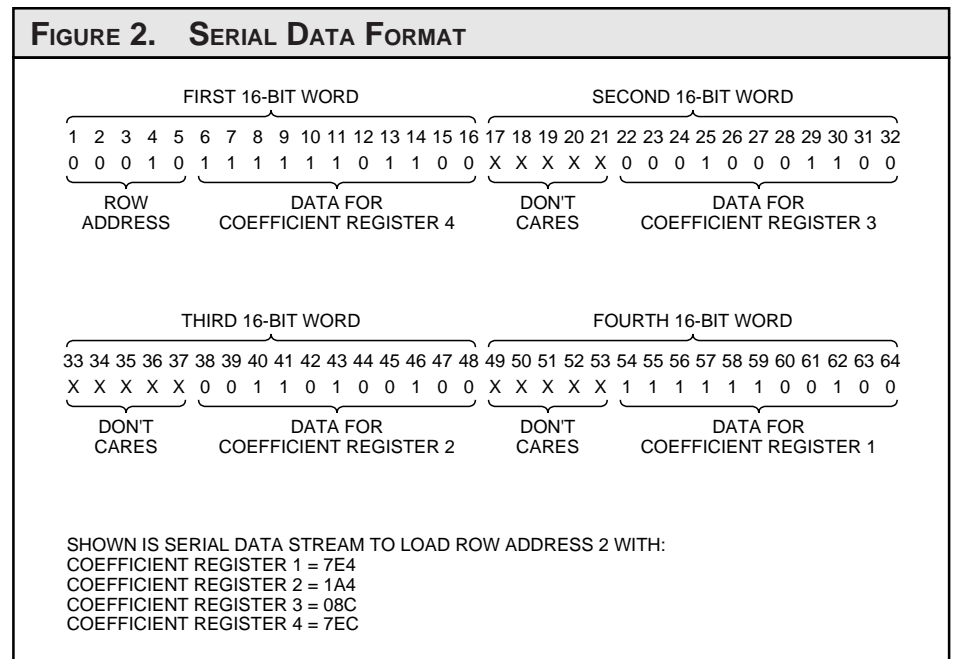 FIGURE 2. SERIAL DATA FORMAT
FIRST 16-BIT WORD SECOND 16-BIT WORD
1 2 3 4 5 6 7 8 9 10 11 12 13 14 15 16 17 18 19 20 21 22 23 24 25 26 27 28 29 30 31 32
0 0 0 1 0 1 1 1 1 1 1 0 1 1 0 0 X X X X X 0 0 0 1 0 0 0 1 1 0 0
ROW DATA FOR DON'T DATA FOR
ADDRESS COEFFICIENT REGISTER 4 CARES COEFFICIENT REGISTER 3
THIRD 16-BIT WORD FOURTH 16-BIT WORD
33 34 35 36 37 38 39 40 41 42 43 44 45 46 47 48 49 50 51 52 53 54 55 56 57 58 59 60 61 62 63 64
X X X X X 0 0 1 1 0 1 0 0 1 0 0 X X X X X 1 1 1 1 1 1 0 0 1 0 0
DON'T DATA FOR DON'T DATA FOR
CARES COEFFICIENT REGISTER 2 CARES COEFFICIENT REGISTER 1
SHOWN IS SERIAL DATA STREAM TO LOAD ROW ADDRESS 2 WITH:
COEFFICIENT REGISTER 1 = 7E4
COEFFICIENT REGISTER 2 = 1A4
COEFFICIENT REGISTER 3 = 08C
COEFFICIENT REGISTER 4 = 7EC